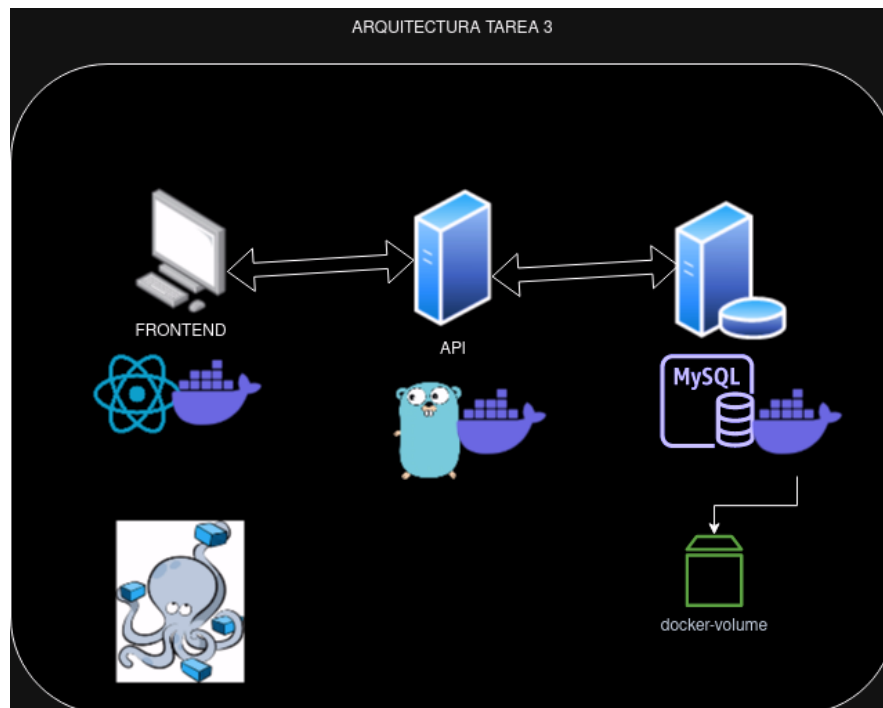 ARQUITECTURA TAREA 3
FRONTEND
API
MySQL
docker-volume